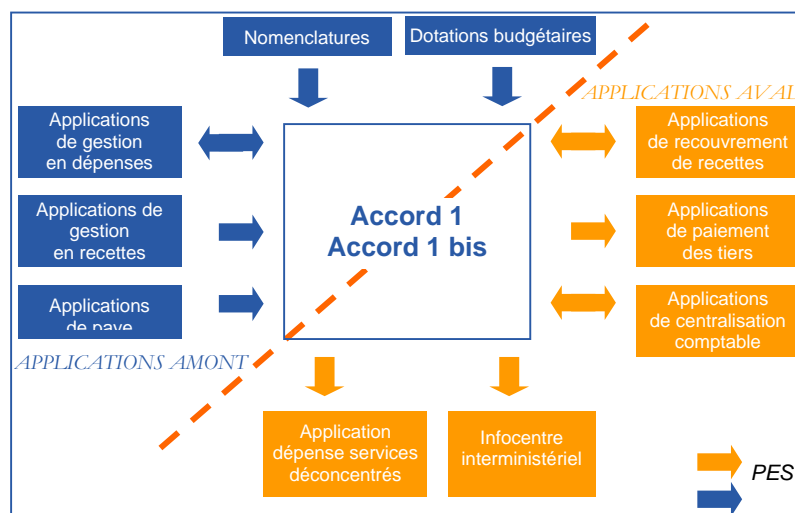 Nomenclatures
Dotations budgétaires
APPLICATIONS AVAL
Applications
de gestion
en dépenses
Applications de
gestion
en recettes
Applications
de paye
APPLICATIONS AMONT
Accord 1
Accord 1 bis
Applications
de recouvrement
de recettes
Applications
de paiement
des tiers
Applications
de centralisation
comptable
Application
dépense services
déconcentrés
Infocentre
interministériel
PES